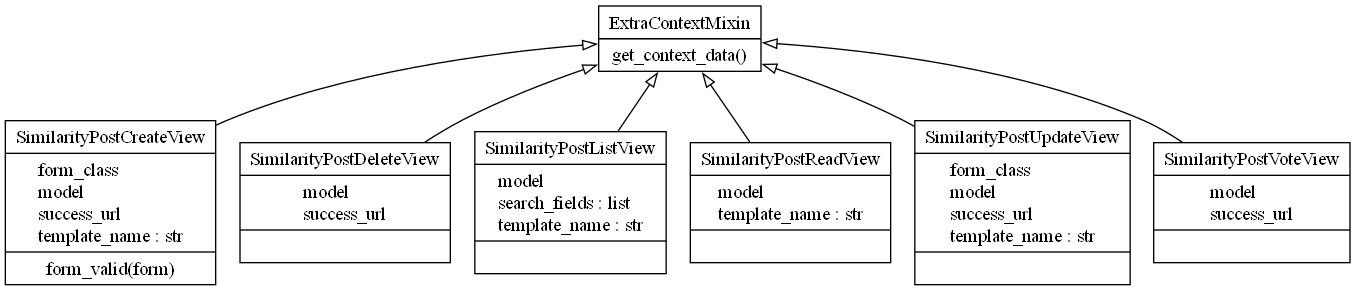 ExtraContextMixin
get_context_data()
SimilarityPostCreateView
form_class
model
success_url
template_name : str
form_valid(form)
SimilarityPostDeleteView
model
success_url
SimilarityPostListView
model
search_fields : list
template_name : str
SimilarityPostReadView
model
template_name : str
SimilarityPostUpdateView
form_class
model
success_url
template_name : str
SimilarityPostVoteView
model
success_url